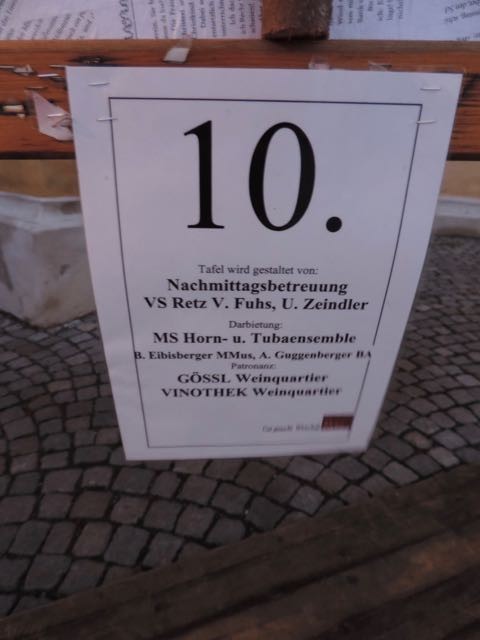 10.
Tafel wird gestaltet von:
Nachmittagsbetreuung
VS Retz V. Fuhs, U. Zeindler
Darbietung:
MS Horn- u. Tubaensemble
B. Eibisberger MMus, A. Guggenberger BA
Patronanz:
GÖSSL Weinquartier
VINOTHEK Weinquartier